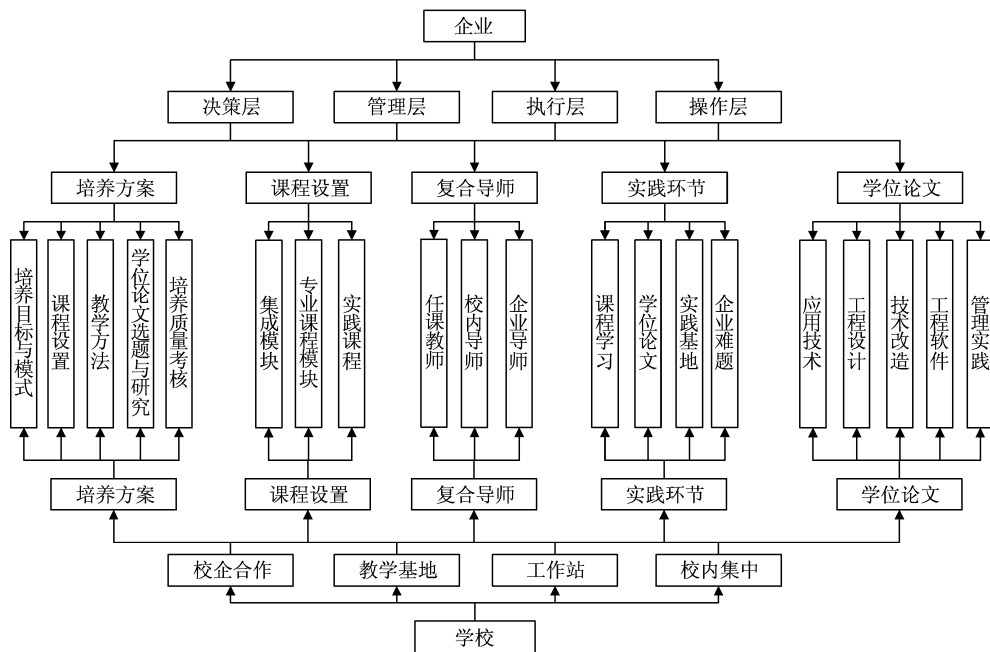 企业
决策层
管理层
执行层
操作层
培养方案
课程设置
复合导师
实践环节
学位论文
培养目标与模式
课程设置
教学方法
学位论文选题与研究
培养质量考核
集成模块
专业课程模块
实践课程
任课教师
校内导师
企业导师
课程学习
学位论文
实践基地
企业难题
应用技术
工程设计
技术改造
工程软件
管理实践
培养方案
课程设置
复合导师
实践环节
学位论文
校企合作
教学基地
工作站
校内集中
学校